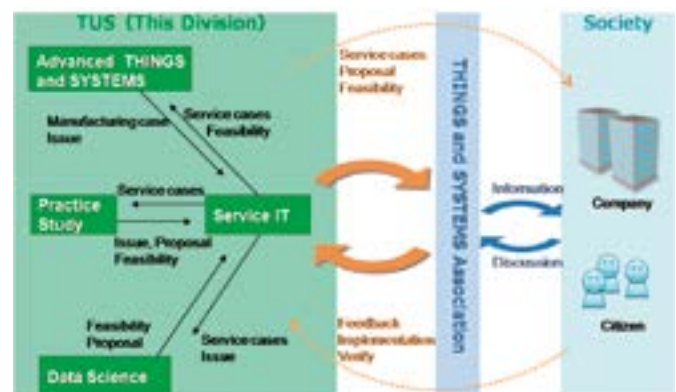 TUS (This Division)
Society
Advanced THINGS
and SYSTEMS
Service cases
Proposal
Feasibility
Service cases
Feasibility
Manufacturing case
Issue
THINGS and SYSTEMS Association
Service cases
Practice
Study
Service IT
Information
Company
Issue, Proposal
Feasibility
Discussion
Feasibility
Proposal
Feedback
Implementation
Verify
Citizen
Service cases
Issue
Data Science